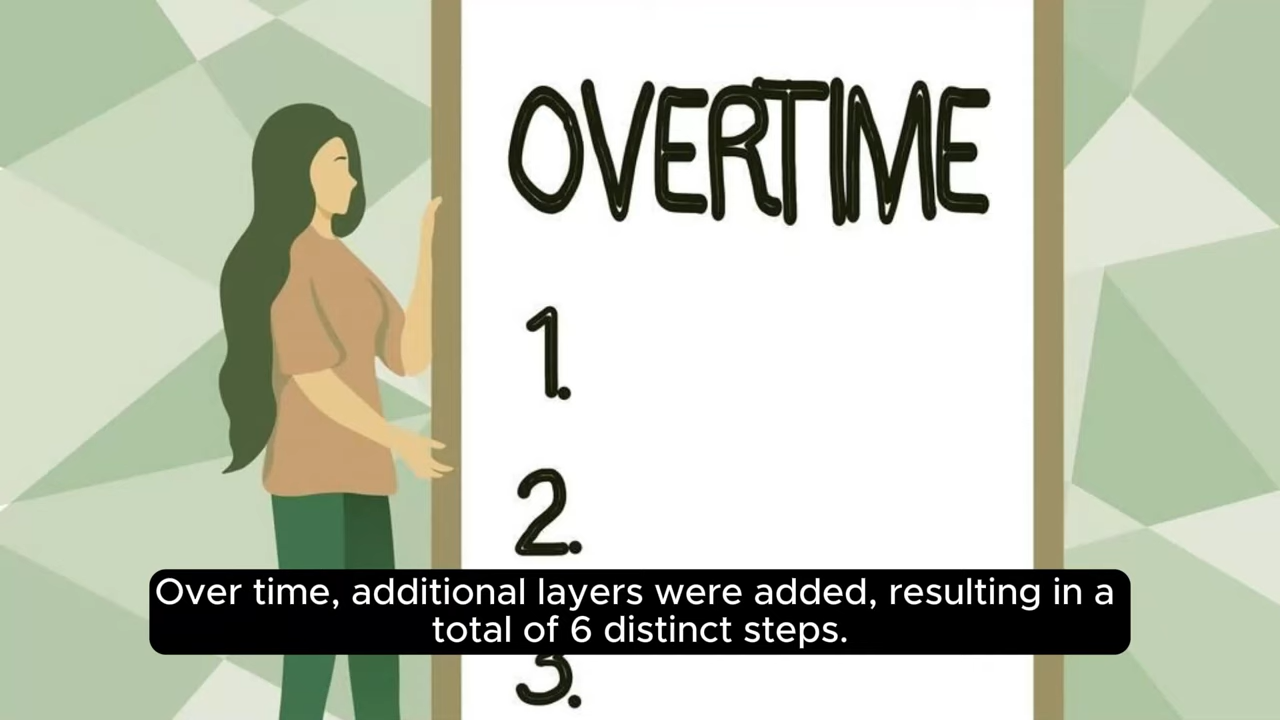 OVERTIME
1.
2.
Over time, additional layers were added, resulting in a
total of 6 distinct steps.
3.